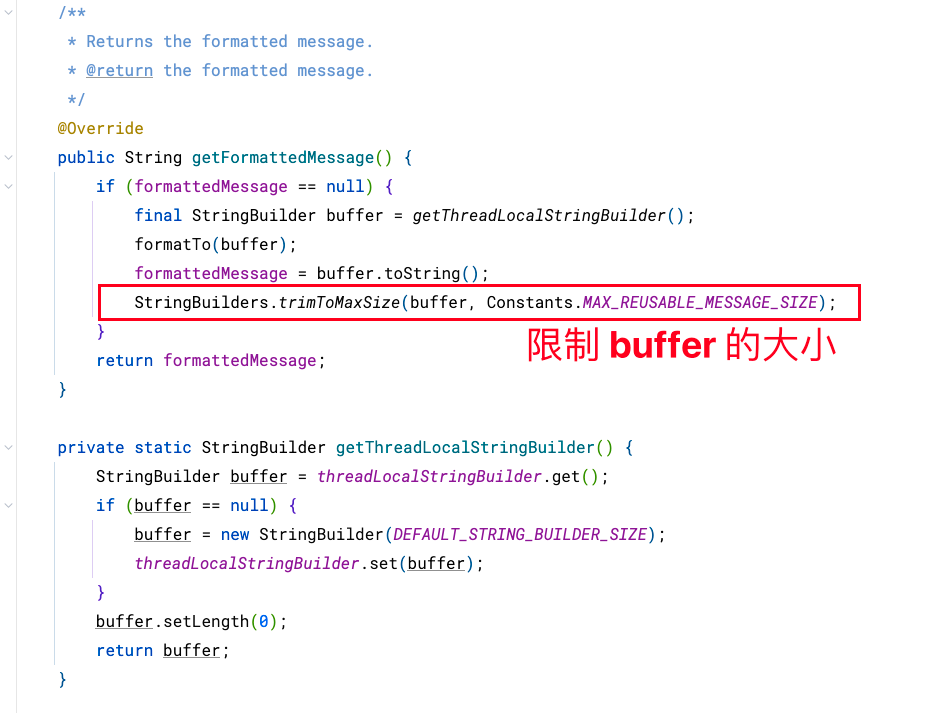 /**
 * Returns the formatted message.
 * @return the formatted message.
 */
@Override
public String getFormattedMessage() {
    if (formattedMessage == null) {
        final StringBuilder buffer = getThreadLocalStringBuilder();
        formatTo(buffer);
        formattedMessage = buffer.toString();
        StringBuilders.trimToMaxSize(buffer, Constants.MAX_REUSABLE_MESSAGE_SIZE);
    }
限制 buffer 的大小
    return formattedMessage;
}
private static StringBuilder getThreadLocalStringBuilder() {
    StringBuilder buffer = threadLocalStringBuilder.get();
    if (buffer == null) {
        buffer = new StringBuilder(DEFAULT_STRING_BUILDER_SIZE);
        threadLocalStringBuilder.set(buffer);
    }
    buffer.setLength(0);
    return buffer;
}